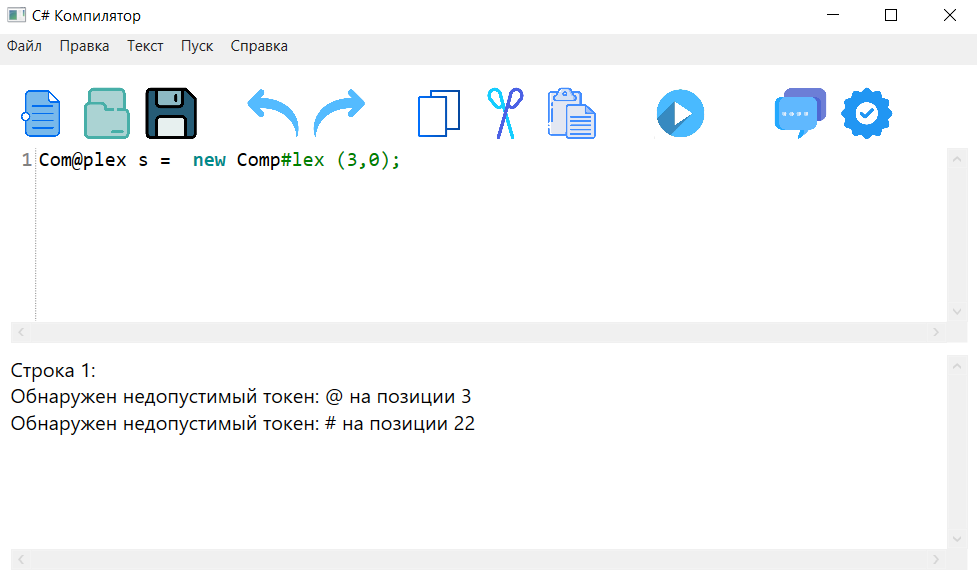 C# Компилятор
Файл Правка Текст Пуск Справка
1 Com@plex s =  new Comp#lex (3,0);
Строка 1:
Обнаружен недопустимый токен: @ на позиции 3
Обнаружен недопустимый токен: # на позиции 22